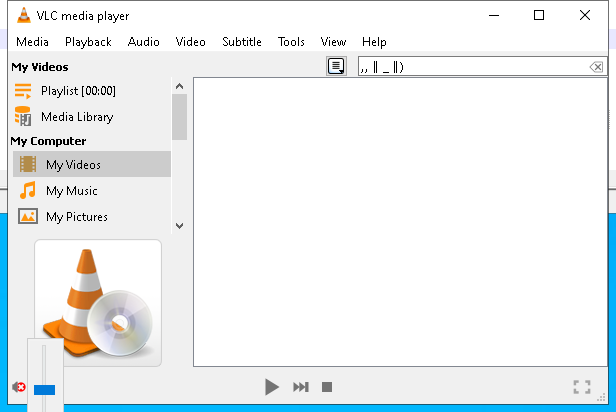 VLC media player
Media Playback Audio Video Subtitle Tools View Help
My Videos
,, ‖ _ ‖)
Playlist [00:00]
Media Library
My Computer
My Videos
My Music
My Pictures